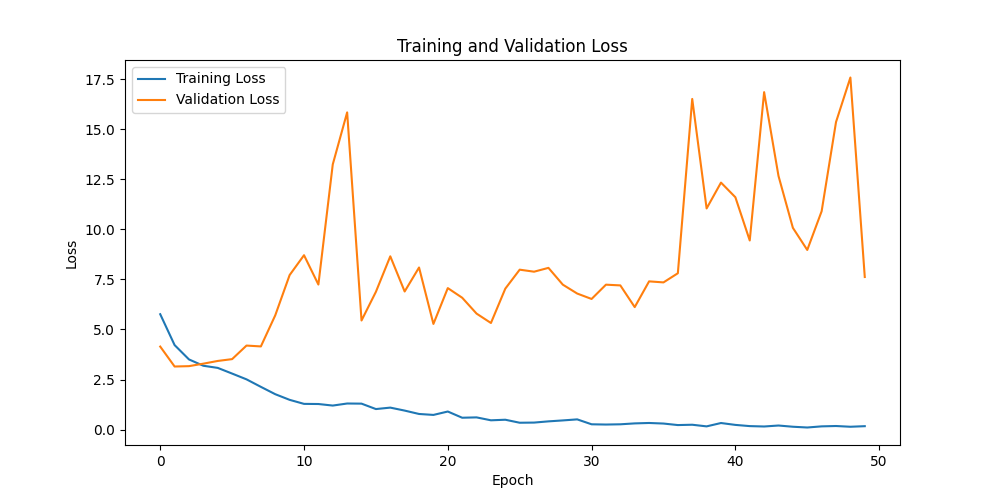 Training and Validation Loss
Training Loss
Validation Loss
17.5
15.0
12.5
10.0
7.5
5.0
2.5
0.0
Loss
0 10 20 30 40 50
Epoch